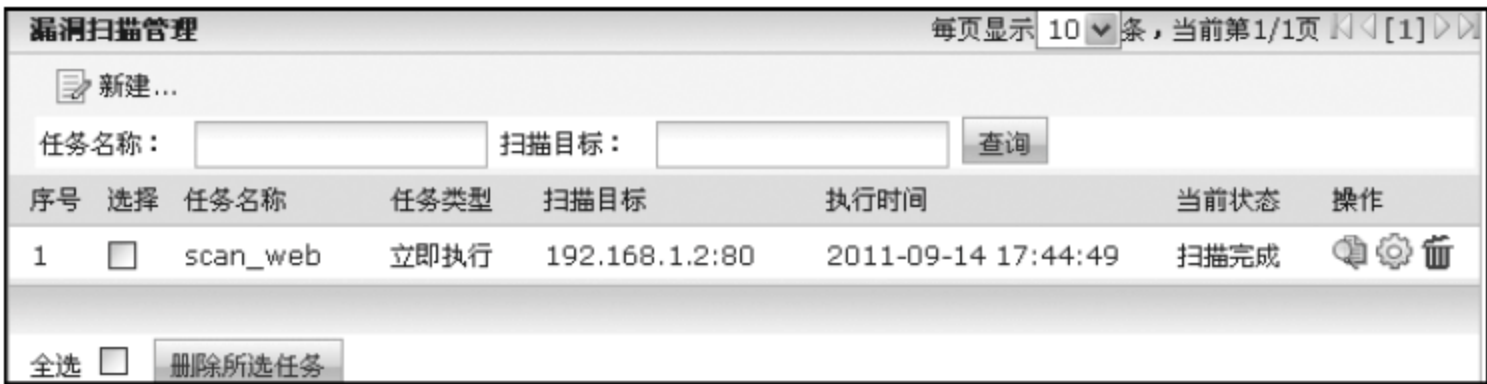 漏洞扫描管理 每页显示 10 条，当前第1/1页 [1]
新建...
任务名称： 扫描目标： 查询
序号 选择 任务名称 任务类型 扫描目标 执行时间 当前状态 操作
1 scan_web 立即执行 192.168.1.2:80 2011-09-14 17:44:49 扫描完成
全选 删除所选任务